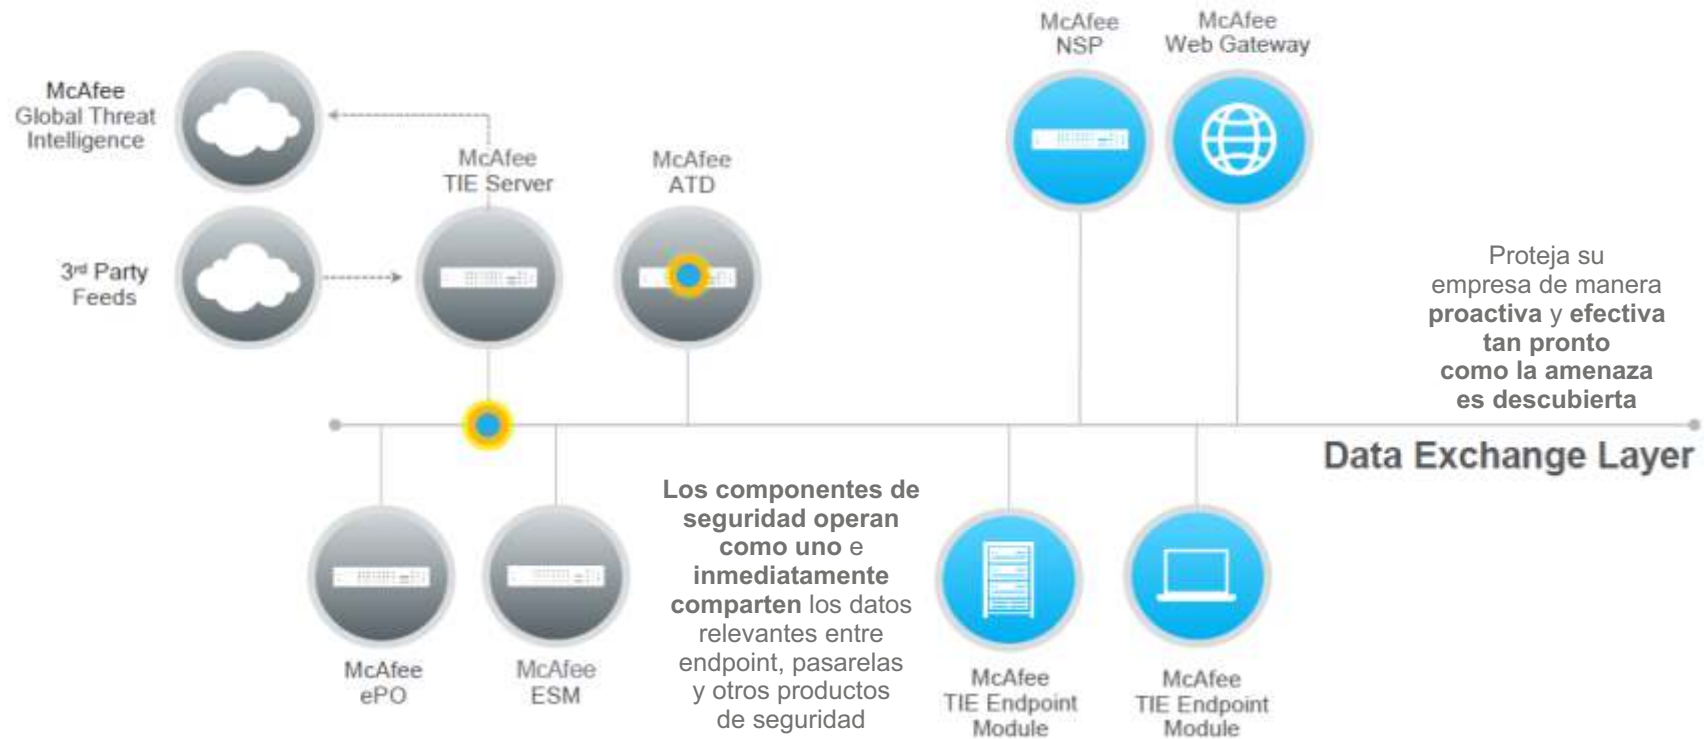 McAfee
NSP
McAfee
Web Gateway
McAfee
Global Threat
Intelligence
McAfee
TIE Server
McAfee
ATD
3rd Party
Feeds
Proteja su
empresa de manera
proactiva y efectiva
tan pronto
como la amenaza
es descubierta
Data Exchange Layer
Los componentes de
seguridad operan
como uno e
inmediatamente
comparten los datos
relevantes entre
endpoint, pasarelas
y otros productos
de seguridad
McAfee
ePO
McAfee
ESM
McAfee
TIE Endpoint
Module
McAfee
TIE Endpoint
Module